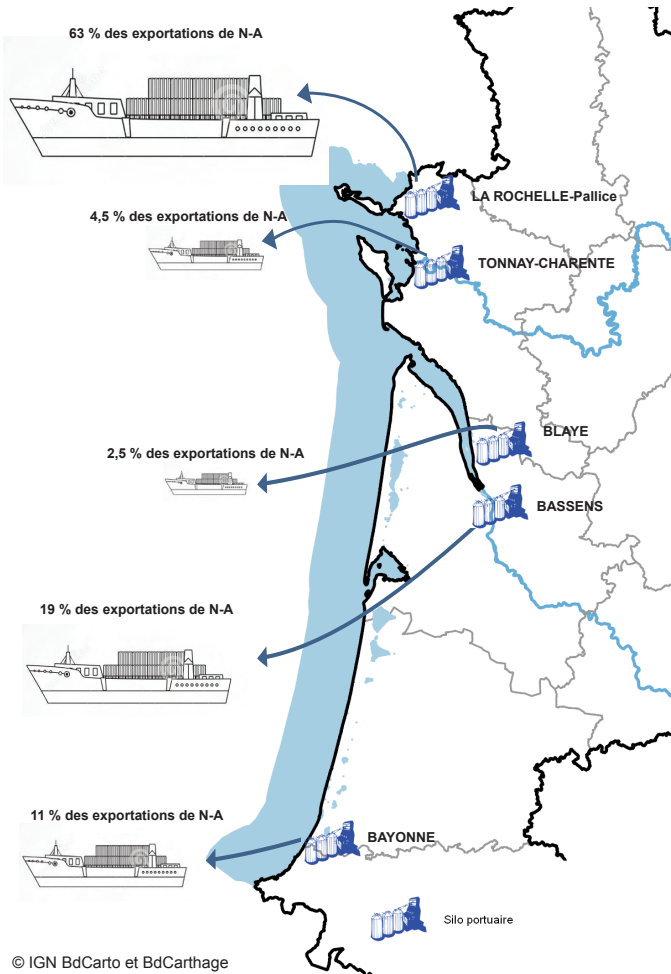 63 % des exportations de N-A
LA ROCHELLE-Pallice
4,5 % des exportations de N-A
TONNAY-CHARENTE
BLAYE
2,5 % des exportations de N-A
BASSENS
19 % des exportations de N-A
11 % des exportations de N-A
BAYONNE
Silo portuaire
© IGN BdCarto et BdCarthage